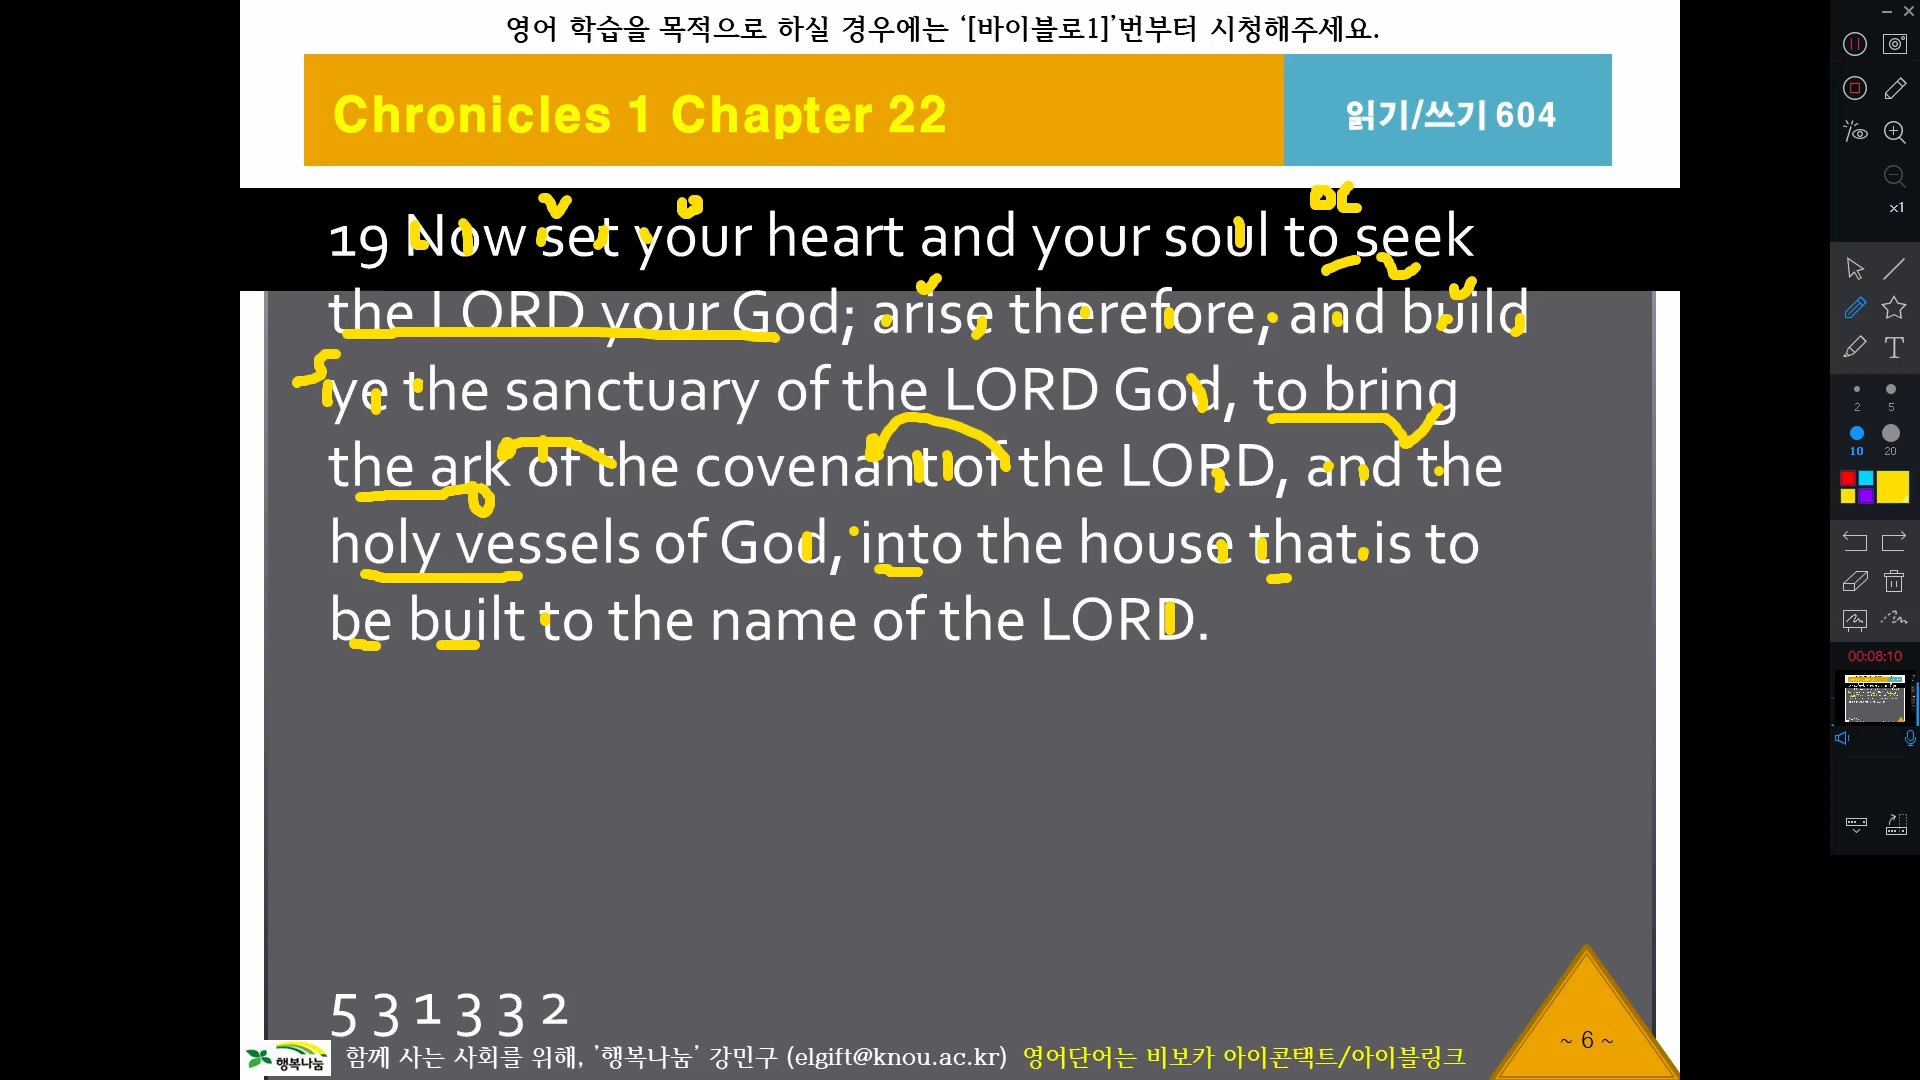 영어 학습을 목적으로 하실 경우에는 ‘[바이블로1]’번부터 시청해주세요.
Chronicles 1 Chapter 22
읽기/쓰기 604
19 Now set your heart and your soul to seek
the LORD your God; arise therefore, and build
ye the sanctuary of the LORD God, to bring
the ark of the covenant of the LORD, and the
holy vessels of God, into the house that is to
be built to the name of the LORD.
5 3 1 3 3 2
~ 6 ~
행복나눔 함께 사는 사회를 위해, ’행복나눔’ 강민구 (elgift@knou.ac.kr) 영어단어는 비보카 아이콘택트/아이블링크
x1
T
2 5
10 20
00:08:10